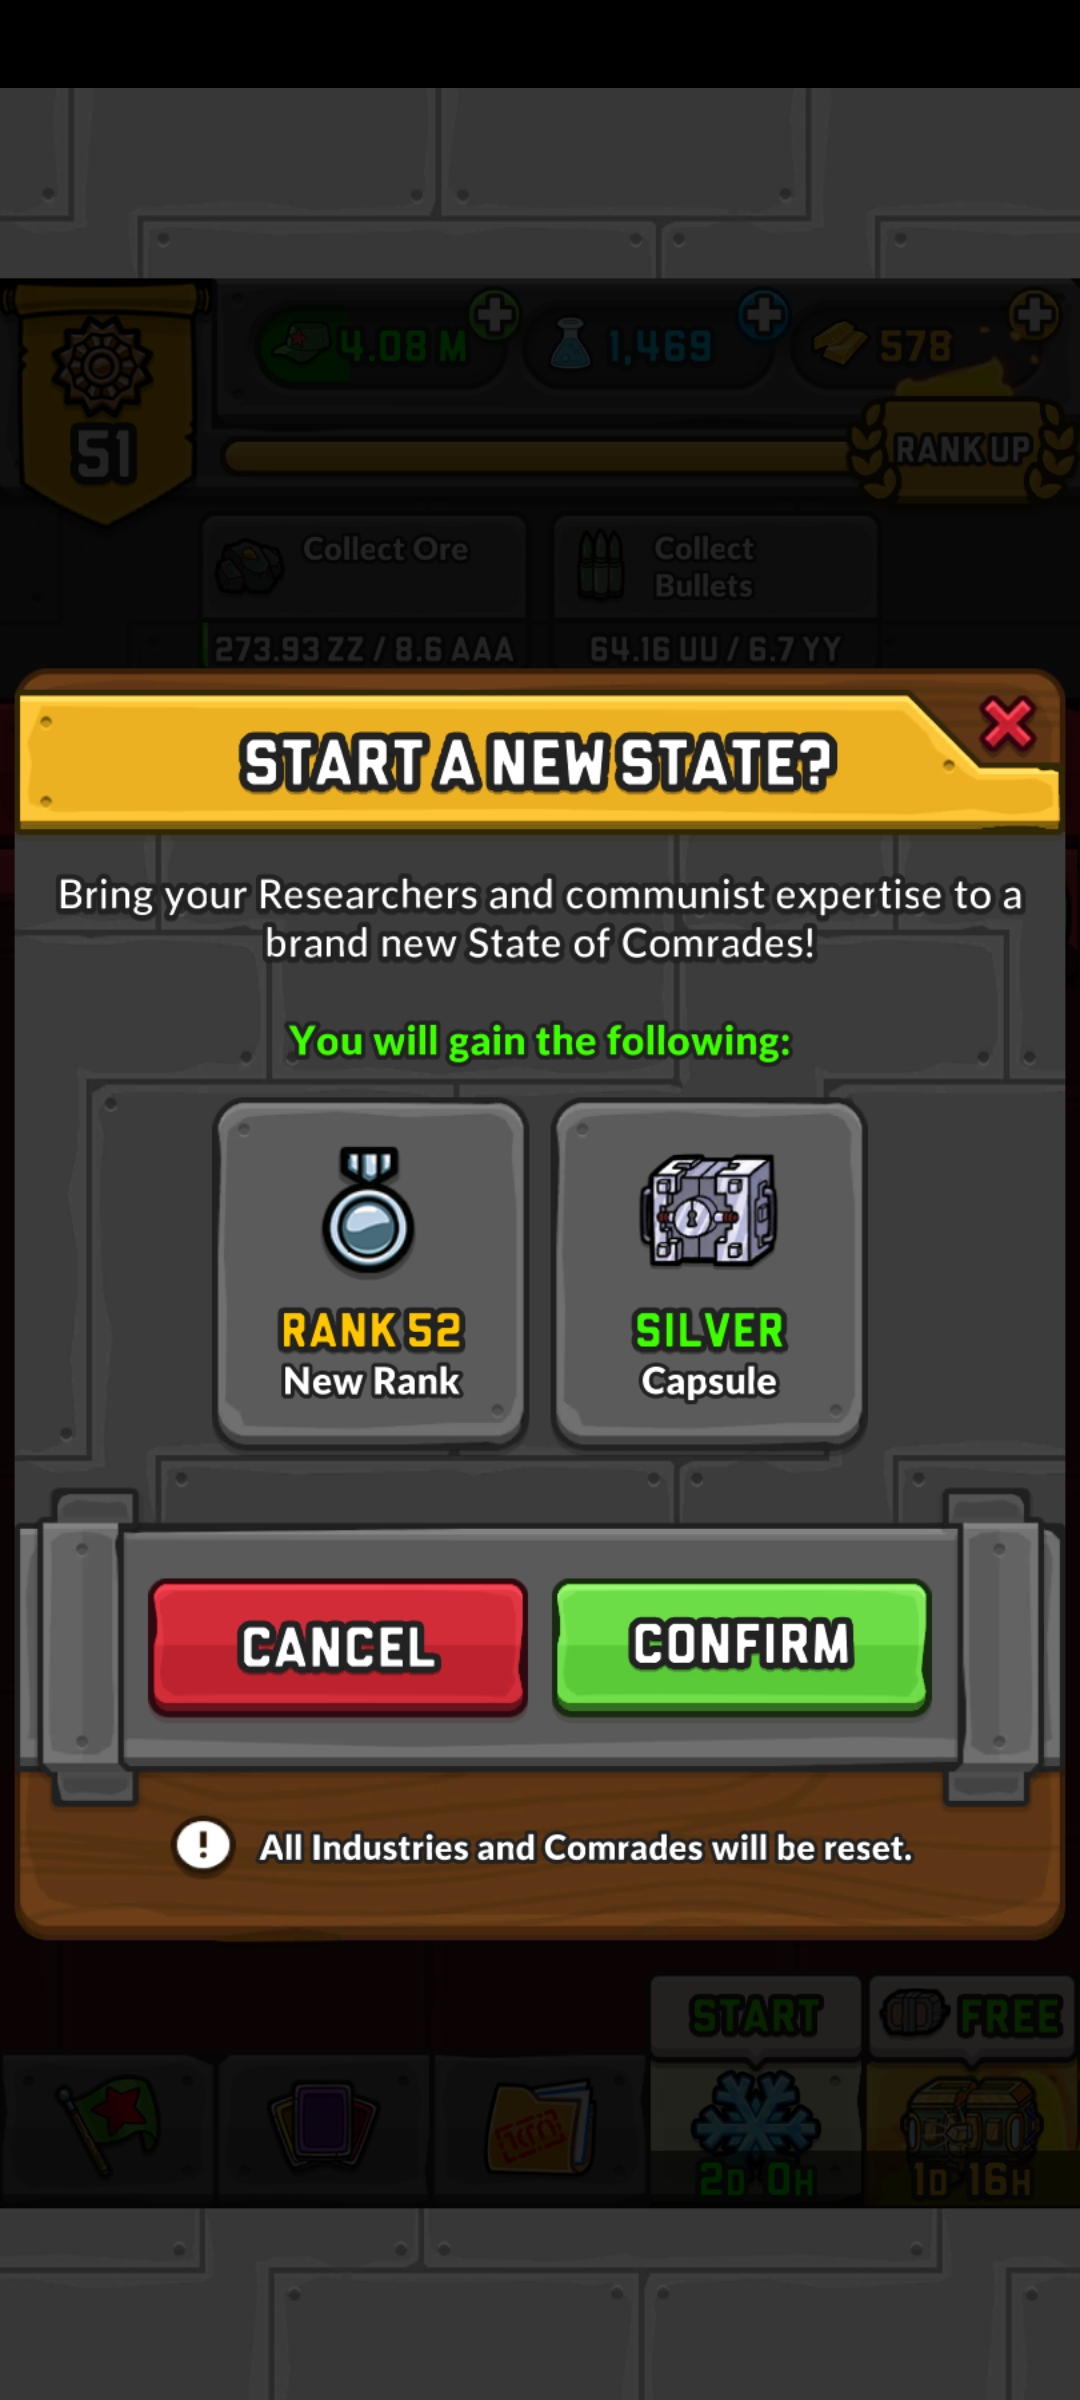 4.08 M
1,469
578
51
RANK UP
Collect Ore
Collect
Bullets
273.93 ZZ / 8.6 AAA
64.16 UU / 6.7 YY
START A NEW STATE?
Bring your Researchers and communist expertise to a
brand new State of Comrades!
You will gain the following:
RANK 52
New Rank
SILVER
Capsule
CANCEL
CONFIRM
! All Industries and Comrades will be reset.
START
FREE
2D 0H
1D 16H